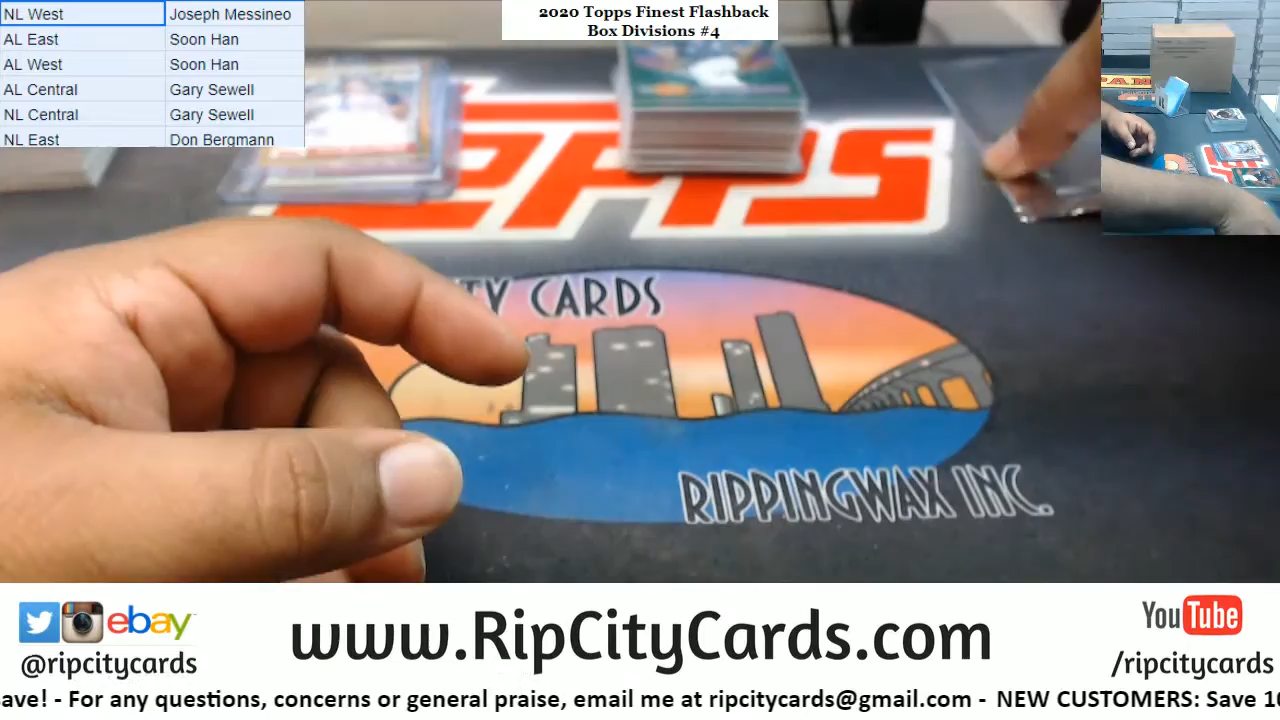 NL West Joseph Messineo
AL East Soon Han
AL West Soon Han
AL Central Gary Sewell
NL Central Gary Sewell
NL East Don Bergmann
2020 Topps Finest Flashback
Box Divisions #4
CARDS
RIPPINGWAX INC.
ebay
@ripcitycards
www.RipCityCards.com
YouTube
/ripcitycards
save! - For any questions, concerns or general praise, email me at ripcitycards@gmail.com - NEW CUSTOMERS: Save 10